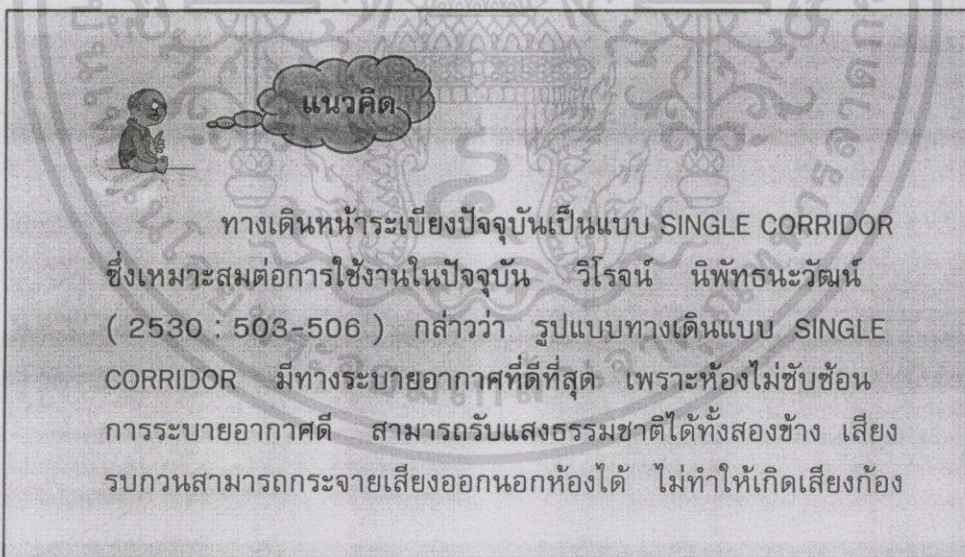 แนวคิด
ทางเดินหน้าระเบียงปัจจุบันเป็นแบบ SINGLE CORRIDOR
ซึ่งเหมาะสมต่อการใช้งานในปัจจุบัน วิโรจน์ นิพัทธนะวัฒน์
( 2530 : 503-506 ) กล่าวว่า รูปแบบทางเดินแบบ SINGLE
CORRIDOR มีทางระบายอากาศที่ดีที่สุด เพราะห้องไม่ซับซ้อน
การระบายอากาศดี สามารถรับแสงธรรมชาติได้ทั้งสองข้าง เสียง
รบกวนสามารถกระจายเสียงออกนอกห้องได้ ไม่ทำให้เกิดเสียงก้อง